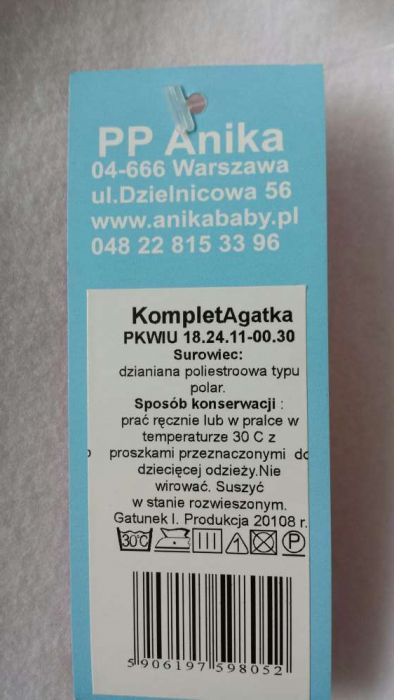 PP Anika
04-666 Warszawa
ul.Dzielnicowa 56
www.anikababy.pl
048 22 815 33 96
KompletAgatka
PKWIU 18.24.11-00.30
Surowiec:
dzianiana poliestroowa typu
polar.
Sposób konserwacji :
prać ręcznie lub w pralce w
temperaturze 30 C z
proszkami przeznaczonymi do
dziecięcej odzieży.Nie
wirować. Suszyć
w stanie rozwieszonym.
Gatunek I. Produkcja 20108 r.
30°C P
5 906197 598052